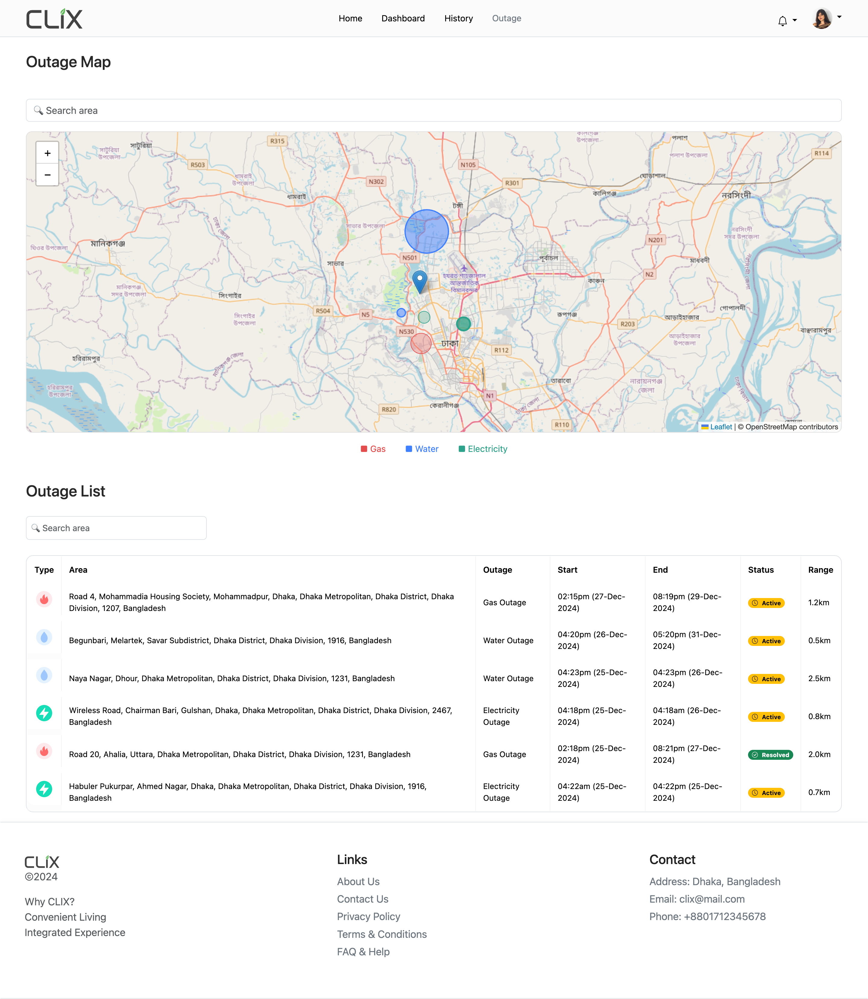 CLiX
Home
Dashboard
History
Outage
Outage Map
Search area
+
−
সাটুরিয়া উপজেলা
সাটুরিয়া
R315
R503
ধামরাই উপজেলা
N302
ধামরাই
N105
R301
টঙ্গী
কালিগঞ্জ উপজেলা
পলাশ
পলাশ উপজেলা
R114
ঘোড়াশাল
কালিগঞ্জ
নরসিংদী
সাভার উপজেলা
ঢাকা জেলা
মানিকগঞ্জ
ঘিওর উপজেলা
N501
সাভার
নরসিংদী সদর উপজেলা
N201
পূর্বাচল
মাধবদী
N2
কাঞ্চন
হযরত শাহজালাল আন্তর্জাতিক বিমানবন্দর
মানিকগঞ্জ সদর উপজেলা
সিংগাইর
সিংগাইর উপজেলা
R504
N5
N530
রূপগঞ্জ
গোপালদী
আড়াইহাজার
R203
আড়াইহাজার উপজেলা
বাঞ্ছারামপুর
ঢাকা
R112
হরিরামপুর
মানিকগঞ্জ জেলা
হরিরামপুর উপজেলা
তারাবো
নারায়নগঞ্জ জেলা
N1
ঢাকা জেলা
ঢাকা বিভাগ
R820
কেরানীগঞ্জ
R110
Leaflet | © OpenStreetMap contributors
Gas
Water
Electricity
Outage List
Search area
Type
Area
Outage
Start
End
Status
Range
Road 4, Mohammadia Housing Society, Mohammadpur, Dhaka, Dhaka Metropolitan, Dhaka District, Dhaka
Division, 1207, Bangladesh
Gas Outage
02:15pm (27-Dec-
2024)
08:19pm (29-Dec-
2024)
Active
1.2km
Begunbari, Melartek, Savar Subdistrict, Dhaka District, Dhaka Division, 1916, Bangladesh
Water Outage
04:20pm (26-Dec-
2024)
05:20pm (31-Dec-
2024)
Active
0.5km
Naya Nagar, Dhour, Dhaka Metropolitan, Dhaka District, Dhaka Division, 1231, Bangladesh
Water Outage
04:23pm (25-Dec-
2024)
04:23pm (26-Dec-
2024)
Active
2.5km
Wireless Road, Chairman Bari, Gulshan, Dhaka, Dhaka Metropolitan, Dhaka District, Dhaka Division, 2467,
Bangladesh
Electricity
Outage
04:18pm (25-Dec-
2024)
04:18am (26-Dec-
2024)
Active
0.8km
Road 20, Ahalia, Uttara, Dhaka Metropolitan, Dhaka District, Dhaka Division, 1231, Bangladesh
Gas Outage
02:18pm (25-Dec-
2024)
08:21pm (27-Dec-
2024)
Resolved
2.0km
Habuler Pukurpar, Ahmed Nagar, Dhaka, Dhaka Metropolitan, Dhaka District, Dhaka Division, 1916,
Bangladesh
Electricity
Outage
04:22am (25-Dec-
2024)
04:22pm (25-Dec-
2024)
Active
0.7km
CLiX
©2024
Why CLIX?
Convenient Living
Integrated Experience
Links
About Us
Contact Us
Privacy Policy
Terms & Conditions
FAQ & Help
Contact
Address: Dhaka, Bangladesh
Email: clix@mail.com
Phone: +8801712345678